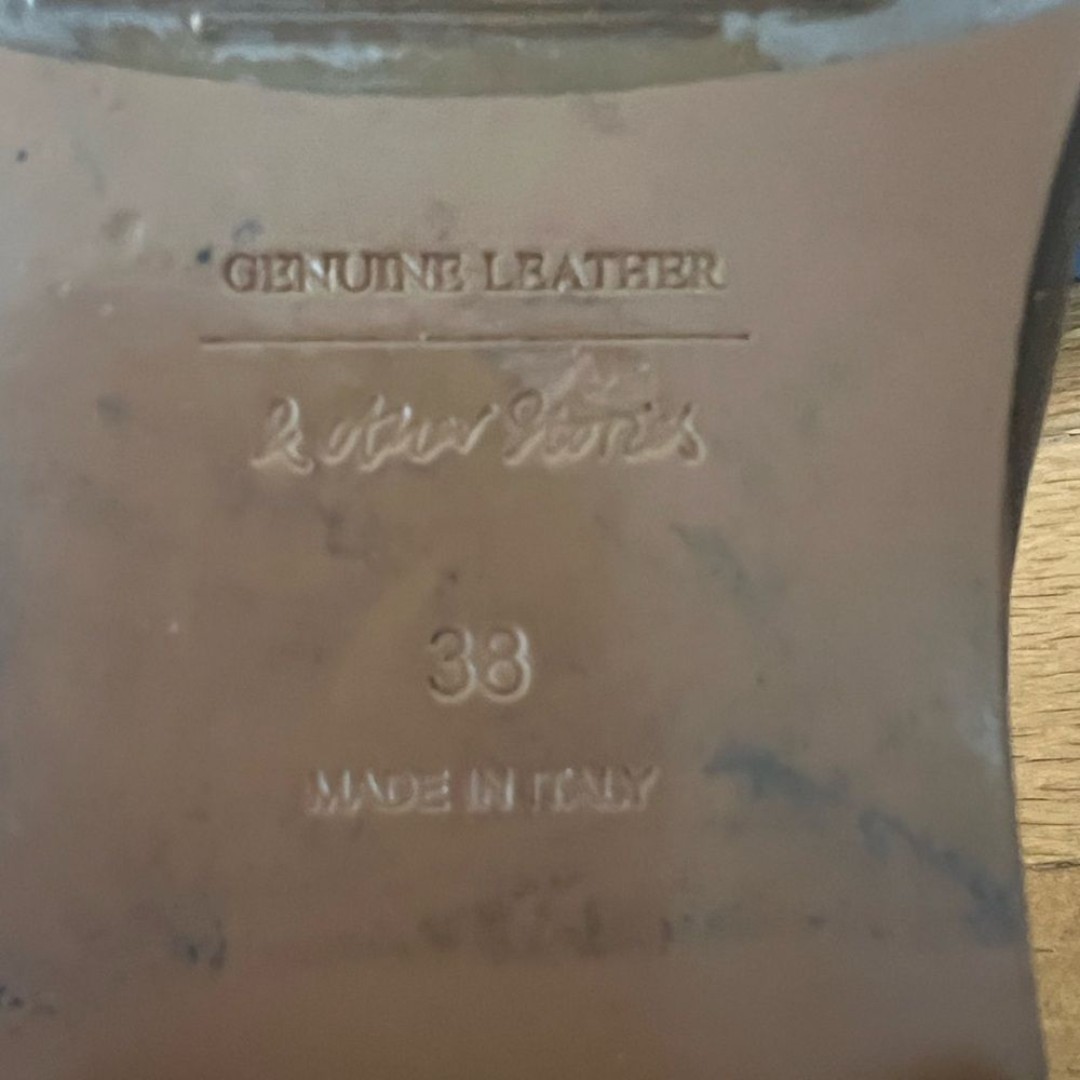 GENUINE LEATHER
& other Stories
38
MADE IN ITALY